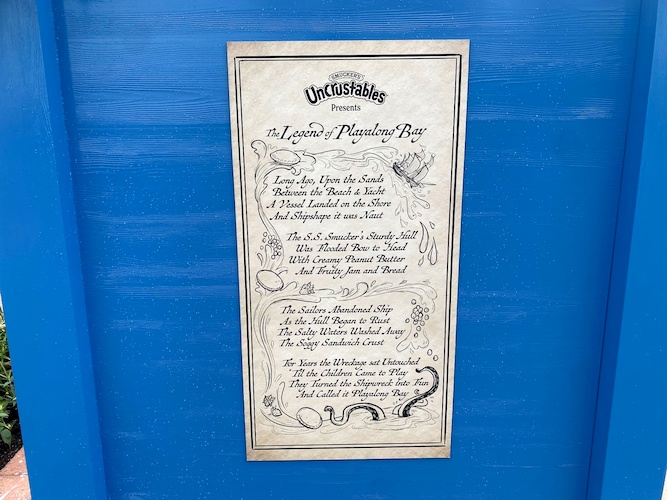 SMUCKER'S
UNCRUSTABLES
Presents
The Legend of Playalong Bay
Long Ago, Upon the Sands
Between the Beach & Yacht
A Vessel Landed on the Shore
And Shipshape it was Naut
The S.S. Smucker's Sturdy Hull
Was Flooded Bow to Head
With Creamy Peanut Butter
And Fruity Jam and Bread
The Sailors Abandoned Ship
As the Hull Began to Rust
The Salty Waters Washed Away
The Soggy Sandwich Crust
For Years the Wreckage sat Untouched
'Til the Children Came to Play
They Turned the Shipwreck into Fun
And Called it Playalong Bay